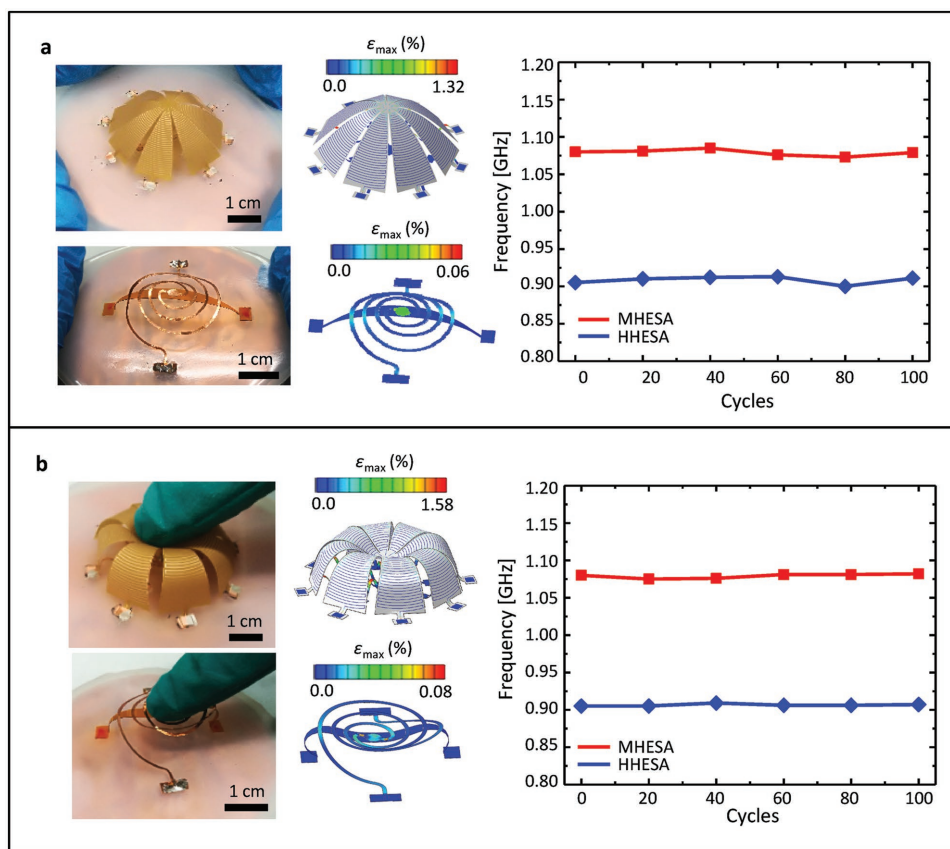 a
εmax (%)
0.0 1.32
1 cm
εmax (%)
0.0 0.06
1 cm
Frequency [GHz]
1.20
1.15
1.10
1.05
1.00
0.95
0.90
0.85
0.80
MHESA
HHESA
0 20 40 60 80 100
Cycles
b
εmax (%)
0.0 1.58
1 cm
εmax (%)
0.0 0.08
1 cm
Frequency [GHz]
1.20
1.15
1.10
1.05
1.00
0.95
0.90
0.85
0.80
MHESA
HHESA
0 20 40 60 80 100
Cycles